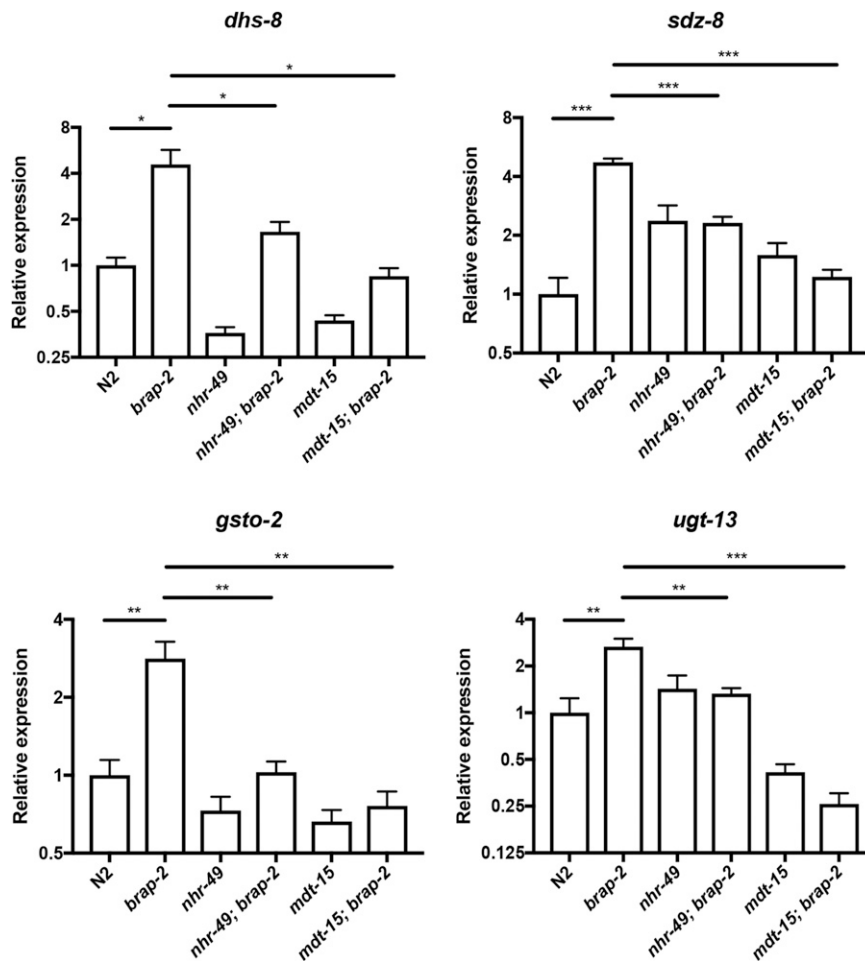 dhs-8
*
*
*
Relative expression
8
4
2
1
0.5
0.25
N2
brap-2
nhr-49
nhr-49; brap-2
mdt-15
mdt-15; brap-2
sdz-8
***
***
***
Relative expression
8
4
2
1
0.5
N2
brap-2
nhr-49
nhr-49; brap-2
mdt-15
mdt-15; brap-2
gsto-2
**
**
**
Relative expression
4
2
1
0.5
N2
brap-2
nhr-49
nhr-49; brap-2
mdt-15
mdt-15; brap-2
ugt-13
***
**
**
Relative expression
4
2
1
0.5
0.25
0.125
N2
brap-2
nhr-49
nhr-49; brap-2
mdt-15
mdt-15; brap-2